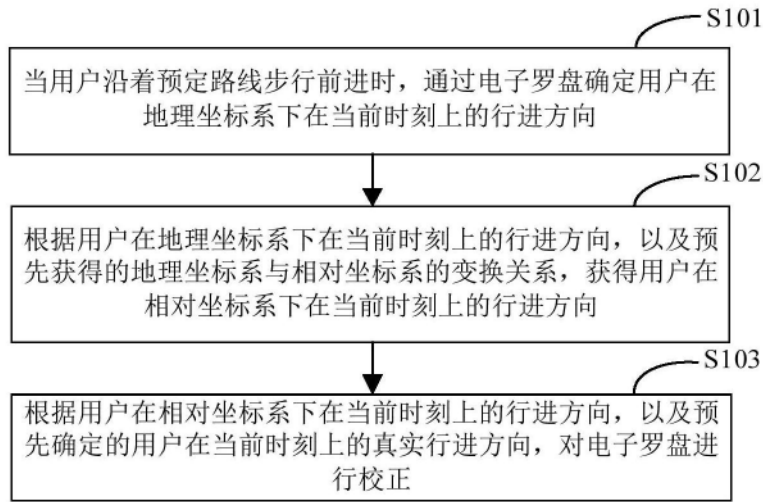 S101
当用户沿着预定路线步行前进时，通过电子罗盘确定用户在
地理坐标系下在当前时刻上的行进方向
S102
根据用户在地理坐标系下在当前时刻上的行进方向，以及预
先获得的地理坐标系与相对坐标系的变换关系，获得用户在
相对坐标系下在当前时刻上的行进方向
S103
根据用户在相对坐标系下在当前时刻上的行进方向，以及预
先确定的用户在当前时刻上的真实行进方向，对电子罗盘进
行校正